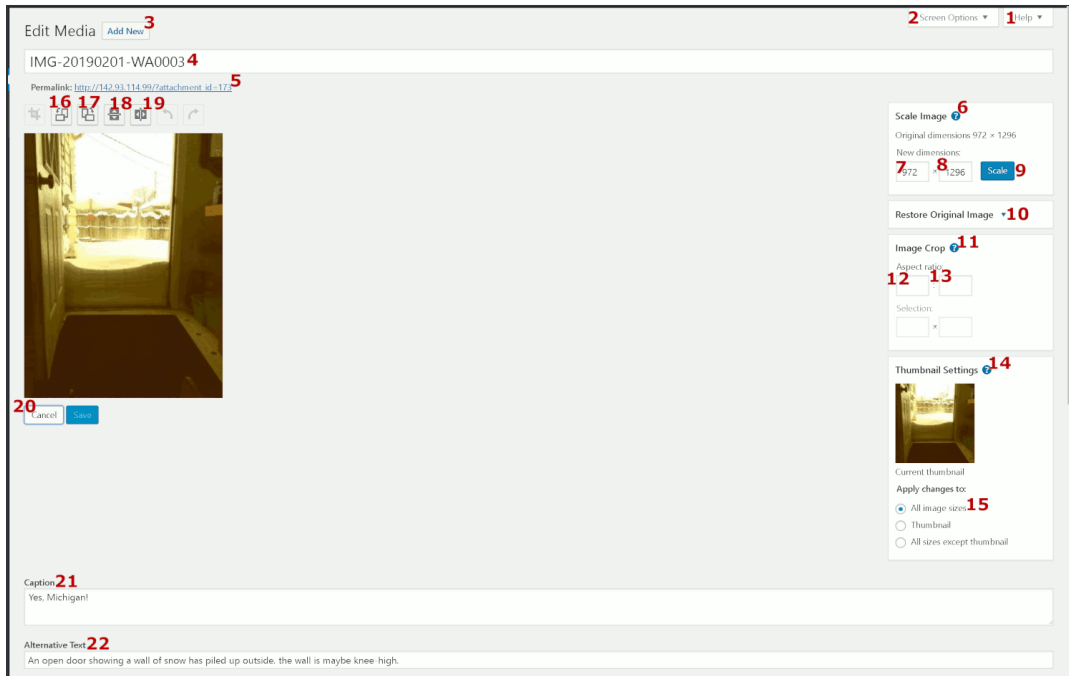 Edit Media Add New 3
2 Screen Options ▼ 1 Help ▼
IMG-20190201-WA0003 4
Permalink: http://142.93.114.99/?attachment_id=173 5
16 17 18 19
Scale Image ? 6
Original dimensions 972 × 1296
New dimensions:
7 972 × 8 1296 Scale 9
Restore Original Image ▼ 10
Image Crop ? 11
Aspect ratio:
12 : 13
Selection:
×
Thumbnail Settings ? 14
Current thumbnail
Apply changes to:
All image sizes 15
Thumbnail
All sizes except thumbnail
20 Cancel Save
Caption 21
Yes, Michigan!
Alternative Text 22
An open door showing a wall of snow has piled up outside. the wall is maybe knee-high.